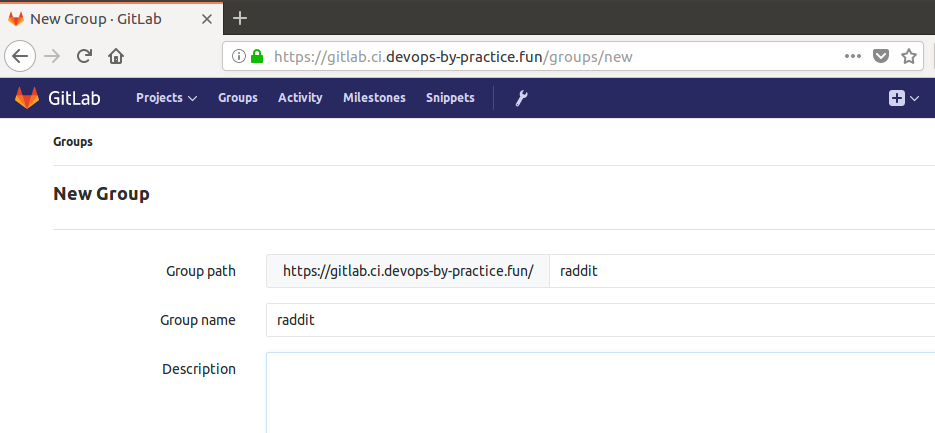 New Group · GitLab
https://gitlab.ci.devops-by-practice.fun/groups/new
GitLab Projects Groups Activity Milestones Snippets
Groups
New Group
Group path https://gitlab.ci.devops-by-practice.fun/ raddit
Group name raddit
Description